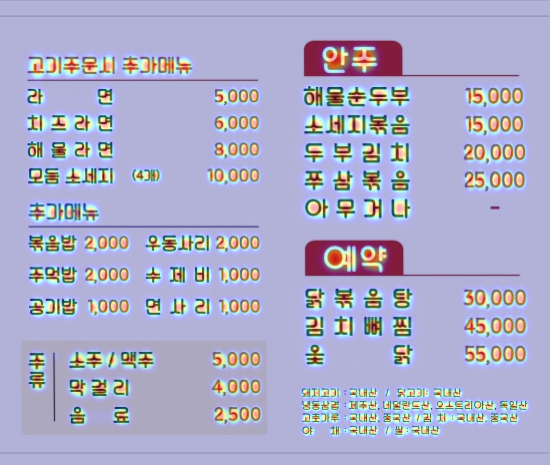 고기주문시 추가메뉴
라 면 5,000
치즈라면 6,000
해물라면 8,000
모둠 소세지 (4개) 10,000
추가메뉴
볶음밥 2,000 우동사리 2,000
주먹밥 2,000 수제비 1,000
공기밥 1,000 면사리 1,000
주류
소주/맥주 5,000
막걸리 4,000
음 료 2,500
안주
해물순두부 15,000
소세지볶음 15,000
두부김치 20,000
쭈삼볶음 25,000
아무거나 -
예약
닭볶음탕 30,000
김치뼈찜 45,000
옻 닭 55,000
돼지고기 : 국내산 / 닭고기: 국내산
냉동삼겹 : 제주산, 네덜란드산, 오스트리아산, 독일산
고춧가루 : 국내산, 중국산 / 김 치 : 국내산, 중국산
야 채 : 국내산 / 쌀 : 국내산